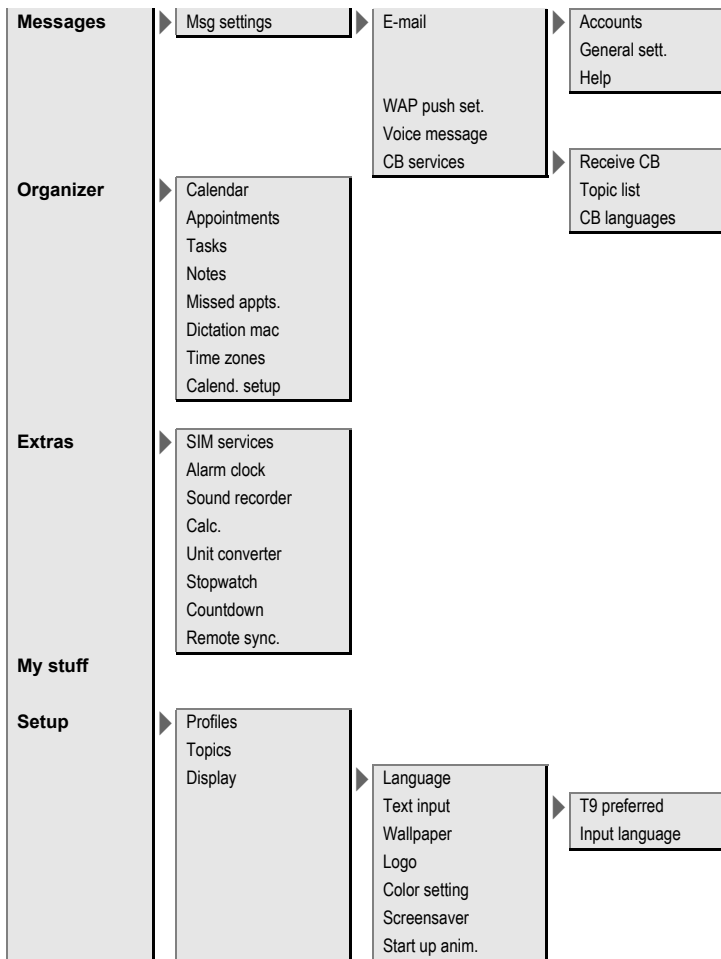 Messages
Msg settings
E-mail
Accounts
General sett.
Help
WAP push set.
Voice message
CB services
Receive CB
Topic list
CB languages
Organizer
Calendar
Appointments
Tasks
Notes
Missed appts.
Dictation mac
Time zones
Calend. setup
Extras
SIM services
Alarm clock
Sound recorder
Calc.
Unit converter
Stopwatch
Countdown
Remote sync.
My stuff
Setup
Profiles
Topics
Display
Language
Text input
T9 preferred
Input language
Wallpaper
Logo
Color setting
Screensaver
Start up anim.